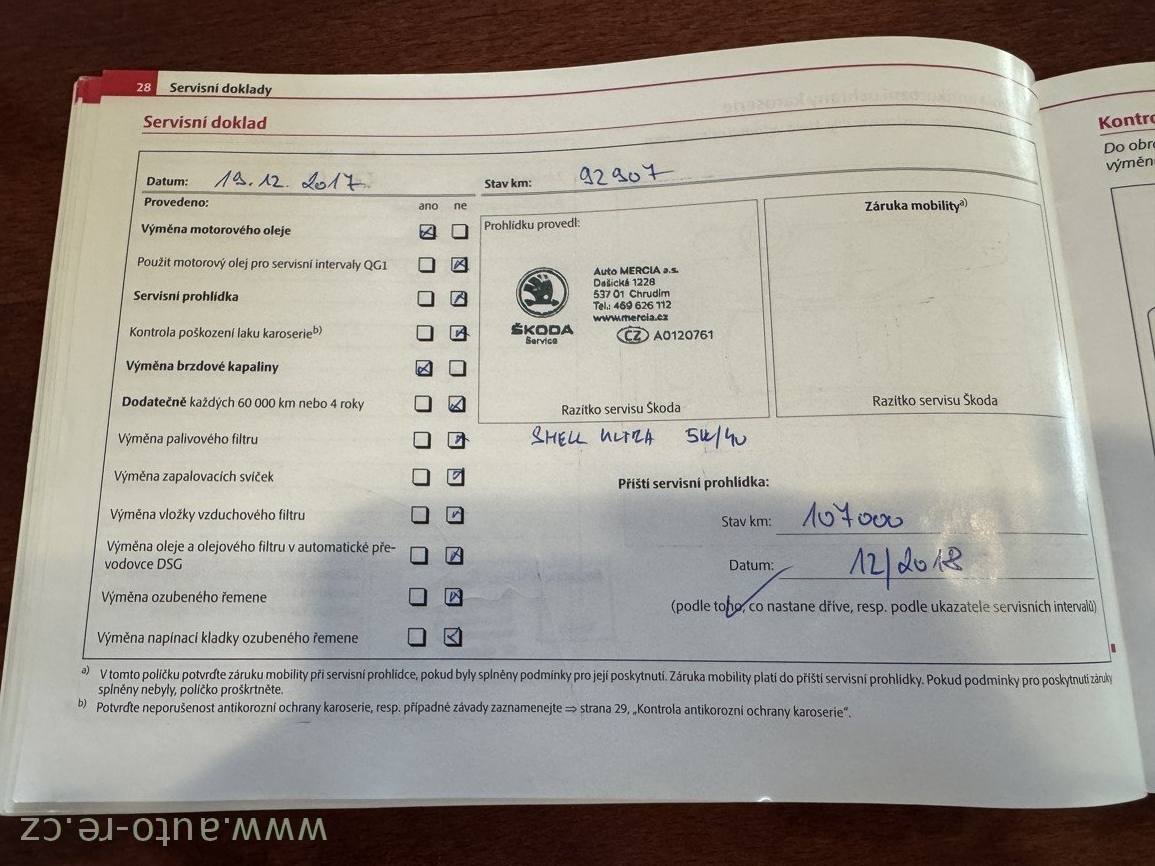 28 Servisní doklady
Servisní doklad
Datum: 19.12.2017 Stav km: 92907
Provedeno: ano ne
Výměna motorového oleje
Použit motorový olej pro servisní intervaly QG1
Servisní prohlídka
Kontrola poškození laku karoserie b)
Výměna brzdové kapaliny
Dodatečně každých 60 000 km nebo 4 roky
Výměna palivového filtru
Výměna zapalovacích svíček
Výměna vložky vzduchového filtru
Výměna oleje a olejového filtru v automatické pře-
vodovce DSG
Výměna ozubeného řemene
Výměna napínací kladky ozubeného řemene
Prohlídku provedl:
ŠKODA
Service
Auto MERCIA a.s.
Dašická 1228
537 01 Chrudim
Tel.: 469 626 112
www.mercia.cz
CZ A0120761
Razítko servisu Škoda
Záruka mobility a)
Razítko servisu Škoda
SHELL ULTRA 5W/40
Příští servisní prohlídka:
Stav km: 107000
Datum: 12/2018
(podle toho, co nastane dříve, resp. podle ukazatele servisních intervalů)
a) V tomto políčku potvrďte záruku mobility při servisní prohlídce, pokud byly splněny podmínky pro její poskytnutí. Záruka mobility platí do příští servisní prohlídky. Pokud podmínky pro poskytnutí záruky
splněny nebyly, políčko proškrtněte.
b) Potvrďte neporušenost antikorozní ochrany karoserie, resp. případné závady zaznamenejte ⇒ strana 29, „Kontrola antikorozní ochrany karoserie“.
Kontro
Do obr
výměn
www.auto-re.cz